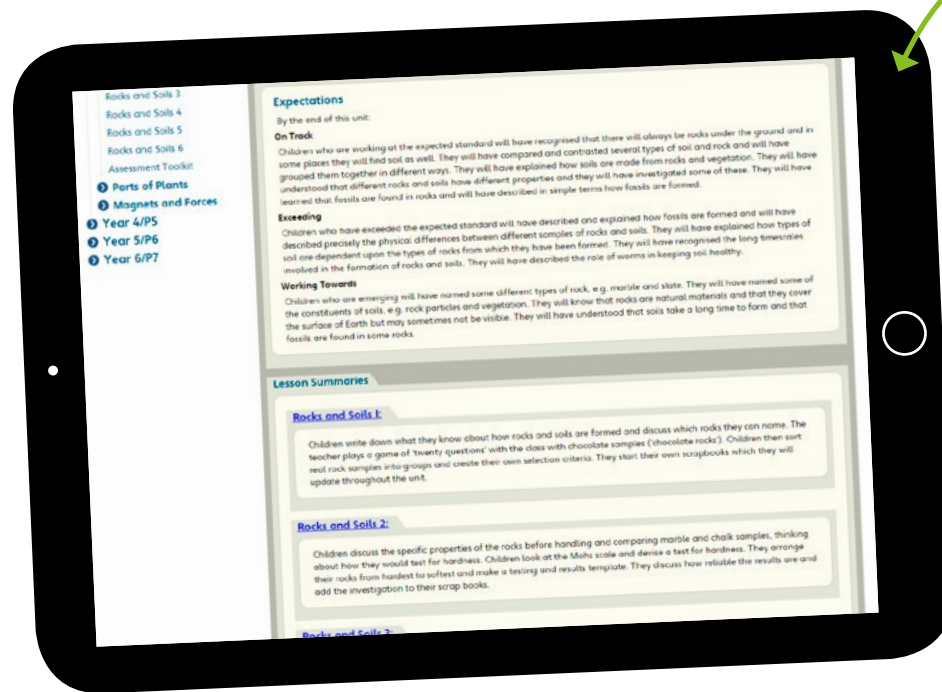 Rocks and Soils 3
Rocks and Soils 4
Rocks and Soils 5
Rocks and Soils 6
Assessment Toolkit
Parts of Plants
Magnets and Forces
Year 4/P5
Year 5/P6
Year 6/P7
Expectations
By the end of this unit:
On Track
Children who are working at the expected standard will have recognised that there will always be rocks under the ground and in
some places they will find soil as well. They will have compared and contrasted several types of soil and rock and will have
grouped them together in different ways. They will have explained how soils are made from rocks and vegetation. They will have
understood that different rocks and soils have different properties and they will have investigated some of these. They will have
learned that fossils are found in rocks and will have described in simple terms how fossils are formed.
Exceeding
Children who have exceeded the expected standard will have described and explained how fossils are formed and will have
described precisely the physical differences between different samples of rocks and soils. They will have explained how types of
soil are dependent upon the types of rocks from which they have been formed. They will have recognised the long timescales
involved in the formation of rocks and soils. They will have described the role of worms in keeping soil healthy.
Working Towards
Children who are emerging will have named some different types of rock, e.g. marble and slate. They will have named some of
the constituents of soils, e.g. rock particles and vegetation. They will know that rocks are natural materials and that they cover
the surface of Earth but may sometimes not be visible. They will have understood that soils take a long time to form and that
fossils are found in some rocks.
Lesson Summaries
Rocks and Soils 1:
Children write down what they know about how rocks and soils are formed and discuss which rocks they can name. The
teacher plays a game of 'twenty questions' with the class with chocolate samples ('chocolate rocks'). Children then sort
real rock samples into groups and create their own selection criteria. They start their own scrapbooks which they will
update throughout the unit.
Rocks and Soils 2:
Children discuss the specific properties of the rocks before handling and comparing marble and chalk samples, thinking
about how they would test for hardness. Children look at the Mohs scale and devise a test for hardness. They arrange
their rocks from hardest to softest and make a testing and results template. They discuss how reliable the results are and
add the investigation to their scrap books.
Rocks and Soils 3: